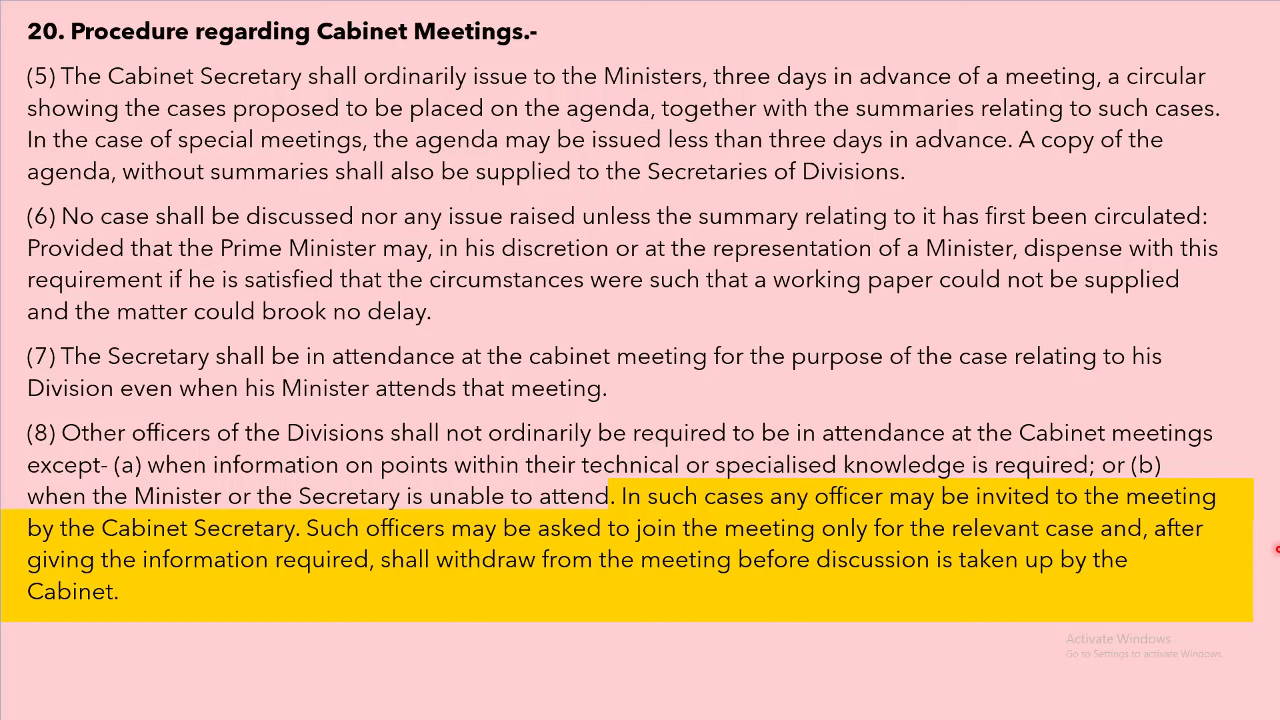 20. Procedure regarding Cabinet Meetings.-
(5) The Cabinet Secretary shall ordinarily issue to the Ministers, three days in advance of a meeting, a circular
showing the cases proposed to be placed on the agenda, together with the summaries relating to such cases.
In the case of special meetings, the agenda may be issued less than three days in advance. A copy of the
agenda, without summaries shall also be supplied to the Secretaries of Divisions.
(6) No case shall be discussed nor any issue raised unless the summary relating to it has first been circulated:
Provided that the Prime Minister may, in his discretion or at the representation of a Minister, dispense with this
requirement if he is satisfied that the circumstances were such that a working paper could not be supplied
and the matter could brook no delay.
(7) The Secretary shall be in attendance at the cabinet meeting for the purpose of the case relating to his
Division even when his Minister attends that meeting.
(8) Other officers of the Divisions shall not ordinarily be required to be in attendance at the Cabinet meetings
except- (a) when information on points within their technical or specialised knowledge is required; or (b)
when the Minister or the Secretary is unable to attend. In such cases any officer may be invited to the meeting
by the Cabinet Secretary. Such officers may be asked to join the meeting only for the relevant case and, after
giving the information required, shall withdraw from the meeting before discussion is taken up by the
Cabinet.
Activate Windows
Go to Settings to activate Windows.